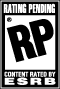 RATING PENDING
RP
CONTENT RATED BY
ESRB